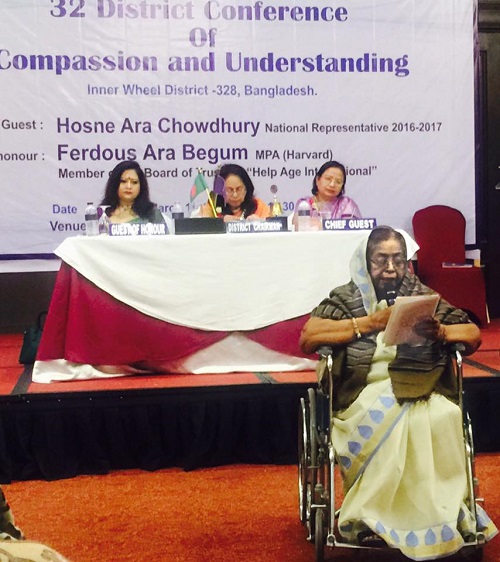 32 District Conference
Of
Compassion and Understanding
Inner Wheel District -328, Bangladesh.
Guest : Hosne Ara Chowdhury National Representative 2016-2017
honour : Ferdous Ara Begum MPA (Harvard)
Member Board of "Help Age
Date
Venue
GUEST OF HONOUR
DISTRICT CHAIRMAN
CHIEF GUEST